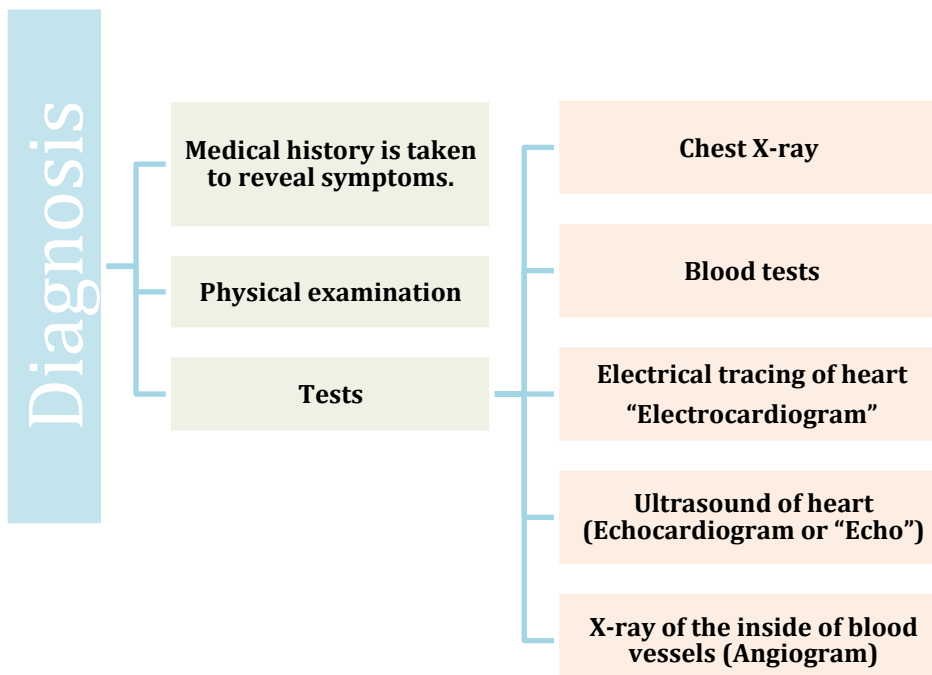 Diagnosis
Medical history is taken
to reveal symptoms.
Physical examination
Tests
Chest X-ray
Blood tests
Electrical tracing of heart
“Electrocardiogram”
Ultrasound of heart
(Echocardiogram or “Echo”)
X-ray of the inside of blood
vessels (Angiogram)